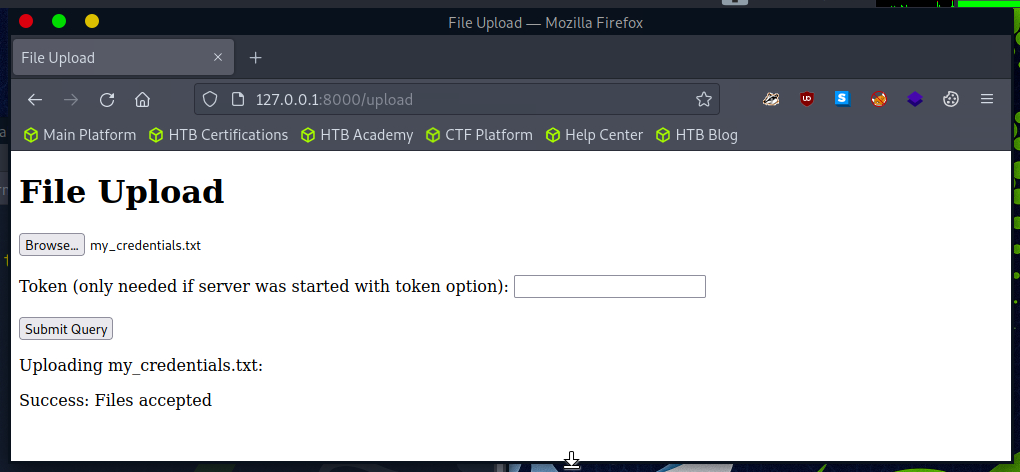 File Upload — Mozilla Firefox
File Upload
127.0.0.1:8000/upload
Main Platform HTB Certifications HTB Academy CTF Platform Help Center HTB Blog
File Upload
Browse... my_credentials.txt
Token (only needed if server was started with token option):
Submit Query
Uploading my_credentials.txt:
Success: Files accepted